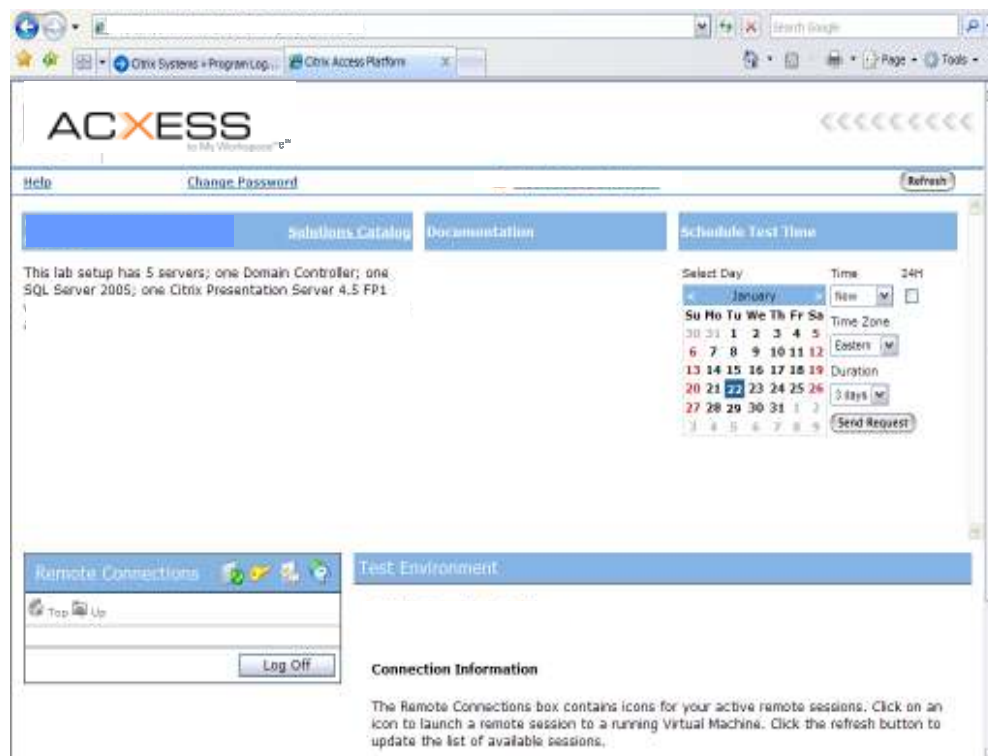 Search Google
Citrix Systems » Program Log... Citrix Access Platform Page Tools
ACXESS
to My Workspace
Help Change Password Refresh
Solutions Catalog Documentation Schedule Test Time
This lab setup has 5 servers; one Domain Controller; one
SQL Server 2005; one Citrix Presentation Server 4.5 FP1
Select Day Time 24H
January Now
Su Mo Tu We Th Fr Sa
Time Zone
30 31 1 2 3 4 5
Eastern
6 7 8 9 10 11 12
13 14 15 16 17 18 19 Duration
20 21 22 23 24 25 26 3 days
27 28 29 30 31 1 2
3 4 5 6 7 8 9 Send Request
Remote Connections Test Environment
Top Up
Log Off
Connection Information
The Remote Connections box contains icons for your active remote sessions. Click on an
icon to launch a remote session to a running Virtual Machine. Click the refresh button to
update the list of available sessions.